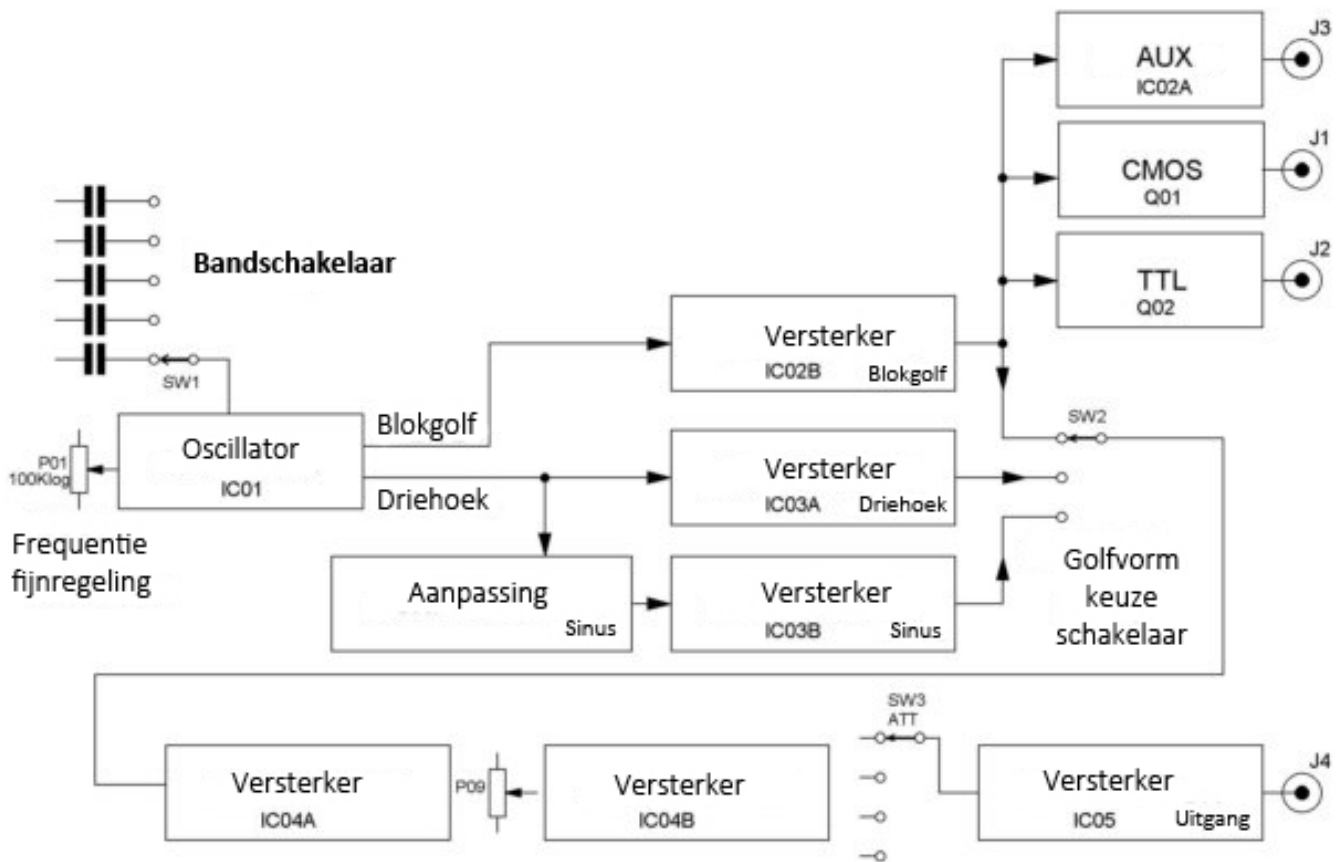 J3
AUX
IC02A
J1
CMOS
Q01
J2
TTL
Q02
Bandschakelaar
SW1
Versterker
IC02B Blokgolf
Blokgolf
SW2
P01
100Klog
Oscillator
IC01
Driehoek
Versterker
IC03A Driehoek
Frequentie
fijnregeling
Aanpassing
Sinus
Versterker
IC03B Sinus
Golfvorm
keuze
schakelaar
Versterker
IC04A
P09
Versterker
IC04B
SW3
ATT
Versterker
IC05 Uitgang
J4